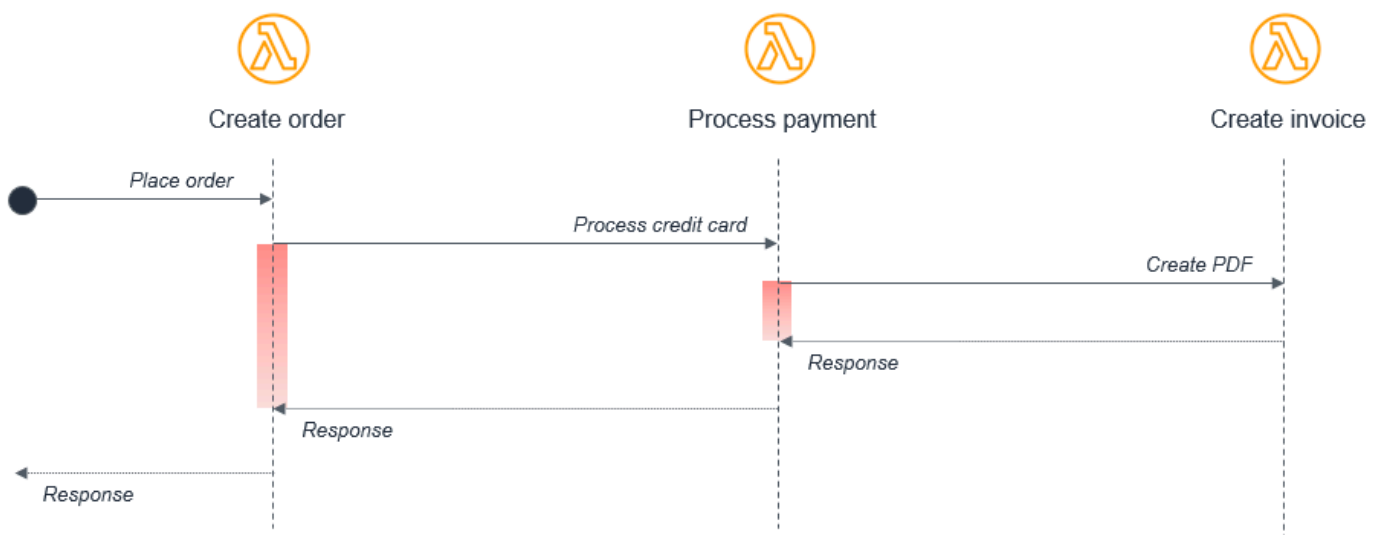 Create order
Process payment
Create invoice
Place order
Process credit card
Create PDF
Response
Response
Response